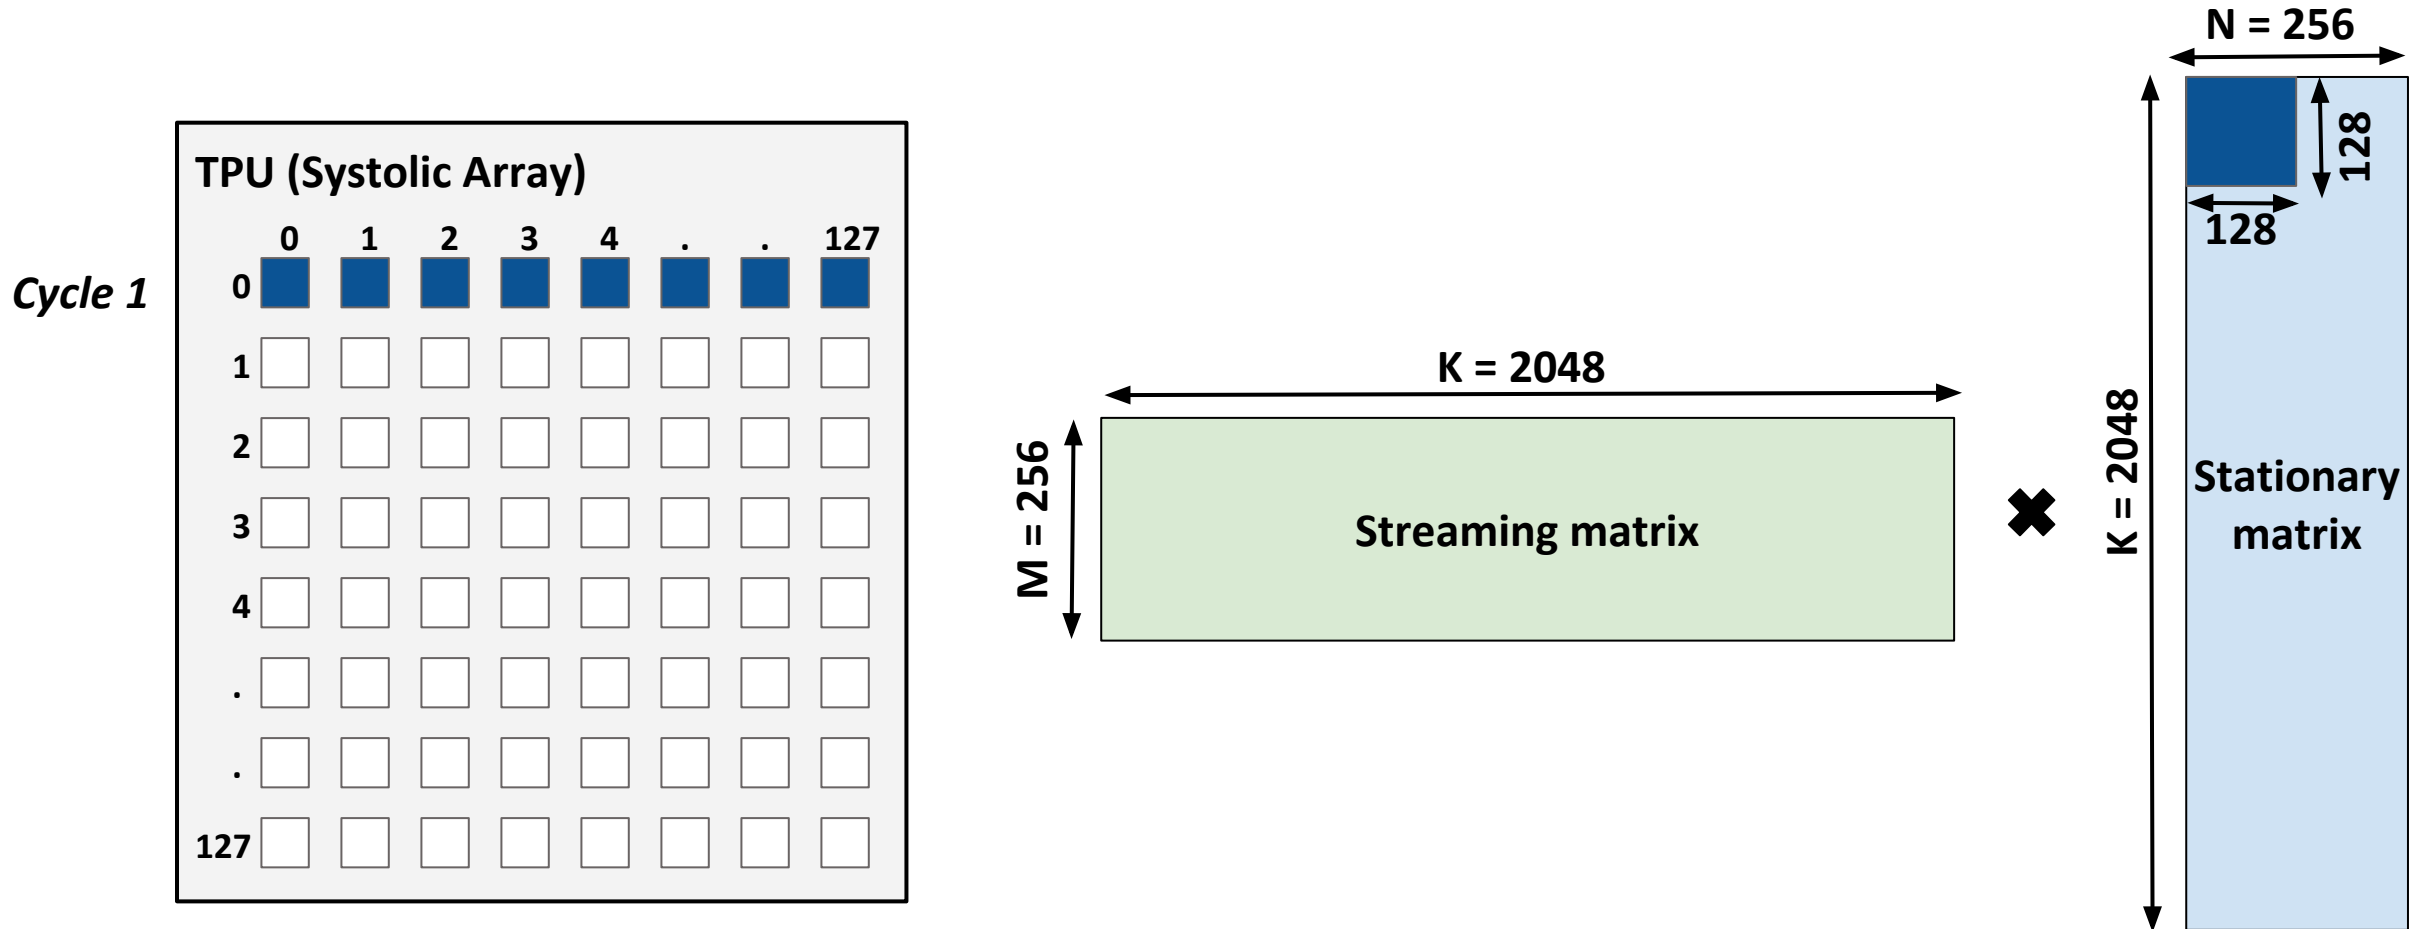 TPU (Systolic Array)
0 1 2 3 4 . . 127
Cycle 1
0
1
2
3
4
.
.
127
K = 2048
M = 256
Streaming matrix
✖
N = 256
128
128
K = 2048
Stationary
matrix